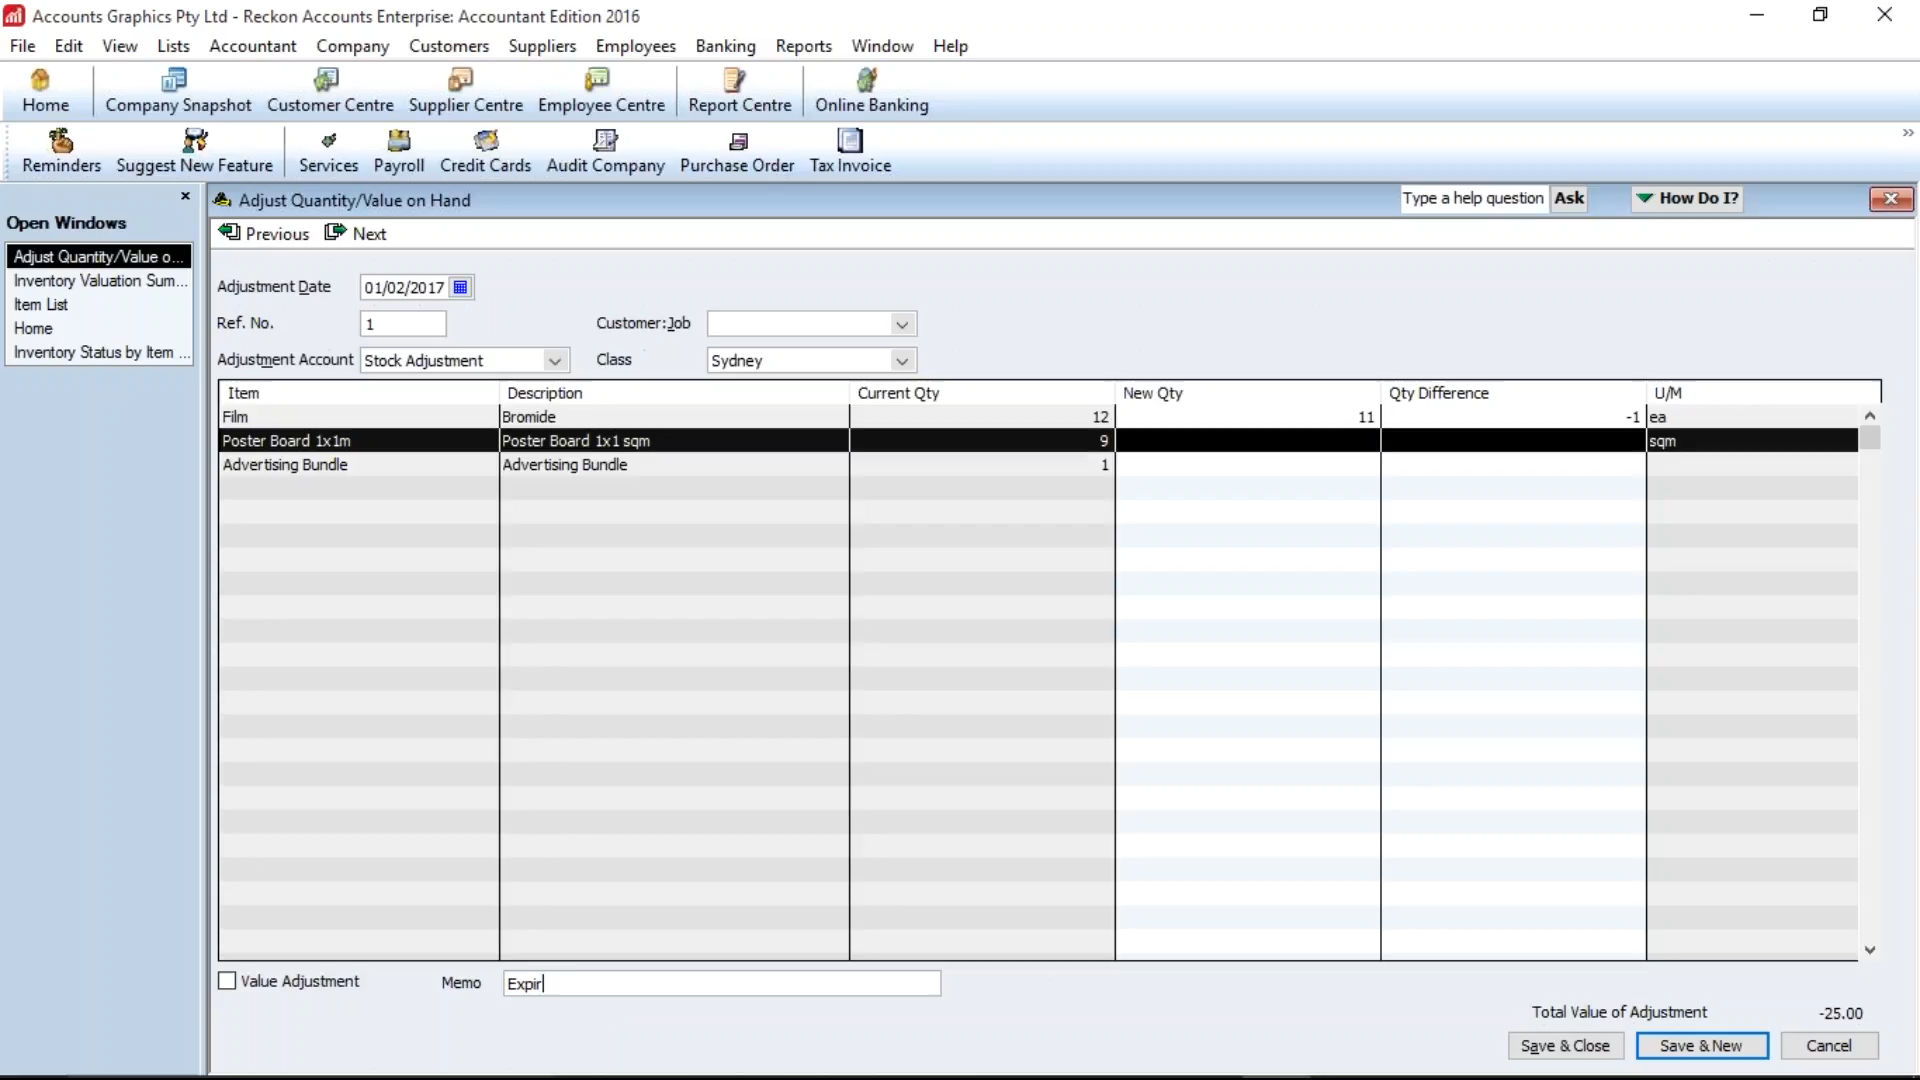 Accounts Graphics Pty Ltd - Reckon Accounts Enterprise: Accountant Edition 2016
File Edit View Lists Accountant Company Customers Suppliers Employees Banking Reports Window Help
Home Company Snapshot Customer Centre Supplier Centre Employee Centre Report Centre Online Banking
Reminders Suggest New Feature Services Payroll Credit Cards Audit Company Purchase Order Tax Invoice
Open Windows
Adjust Quantity/Value o...
Inventory Valuation Sum...
Item List
Home
Inventory Status by Item ...
Adjust Quantity/Value on Hand Type a help question Ask How Do I?
Previous Next
Adjustment Date 01/02/2017
Ref. No. 1 Customer:Job
Adjustment Account Stock Adjustment Class Sydney
Item Description Current Qty New Qty Qty Difference U/M
Film Bromide 12 11 -1 ea
Poster Board 1x1m Poster Board 1x1 sqm 9 sqm
Advertising Bundle Advertising Bundle 1
Value Adjustment Memo Expir
Total Value of Adjustment -25.00
Save & Close Save & New Cancel